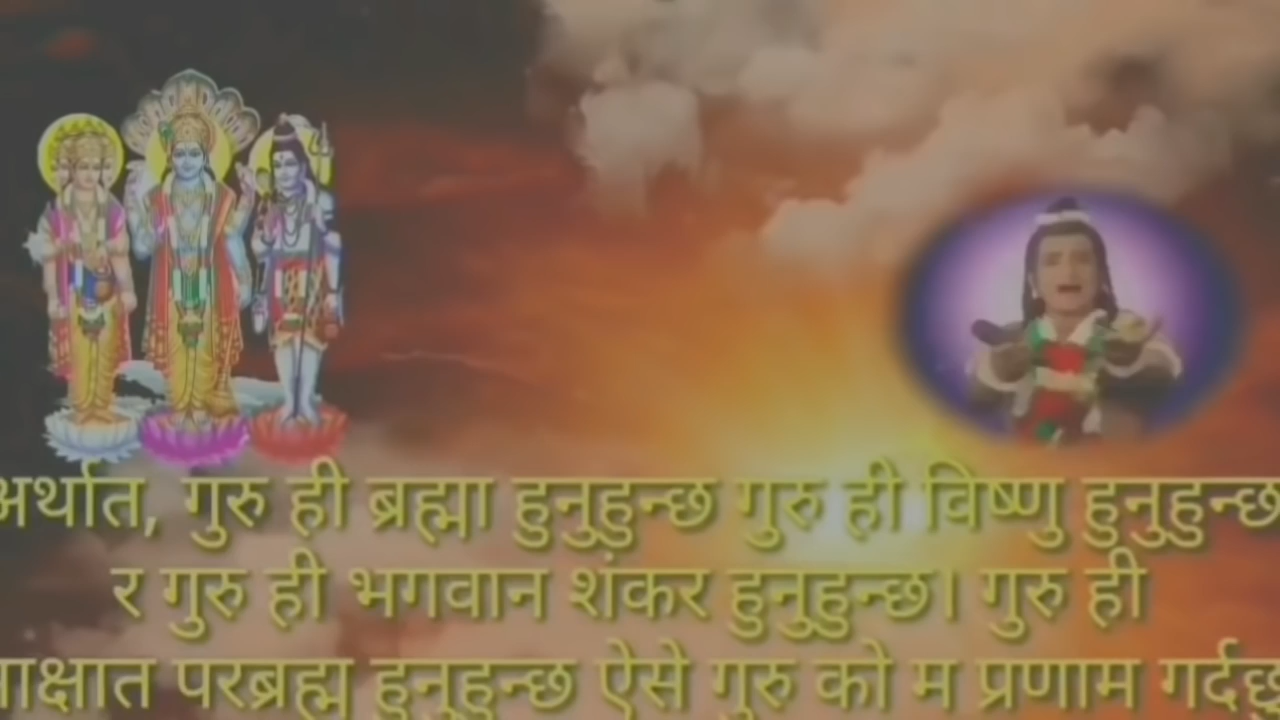 अर्थात, गुरु ही ब्रह्मा हुनुहुन्छ गुरु ही विष्णु हुनुहुन्छ
र गुरु ही भगवान शंकर हुनुहुन्छ। गुरु ही
साक्षात परब्रह्म हुनुहुन्छ ऐसे गुरु को म प्रणाम गर्दछु